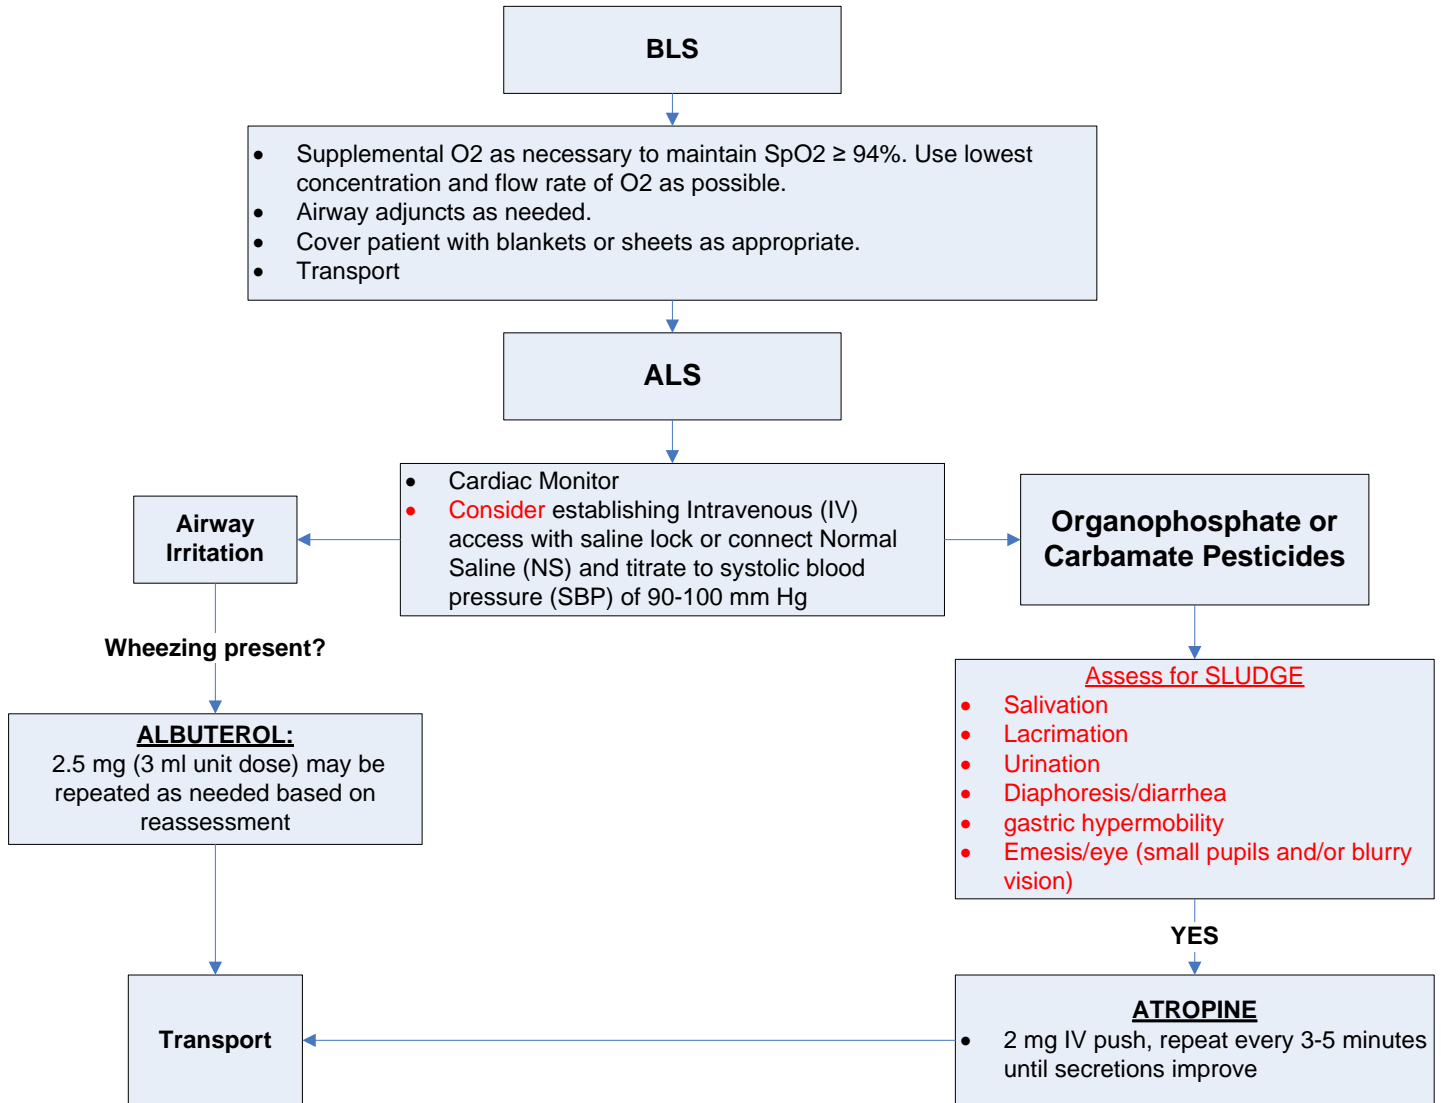 BLS
• Supplemental O2 as necessary to maintain SpO2 ≥ 94%. Use lowest
concentration and flow rate of O2 as possible.
• Airway adjuncts as needed.
• Cover patient with blankets or sheets as appropriate.
• Transport
ALS
• Cardiac Monitor
• Consider establishing Intravenous (IV)
access with saline lock or connect Normal
Saline (NS) and titrate to systolic blood
pressure (SBP) of 90-100 mm Hg
Airway
Irritation
Wheezing present?
ALBUTEROL:
2.5 mg (3 ml unit dose) may be
repeated as needed based on
reassessment
Organophosphate or
Carbamate Pesticides
Assess for SLUDGE
• Salivation
• Lacrimation
• Urination
• Diaphoresis/diarrhea
• gastric hypermobility
• Emesis/eye (small pupils and/or blurry
vision)
YES
ATROPINE
• 2 mg IV push, repeat every 3-5 minutes
until secretions improve
Transport